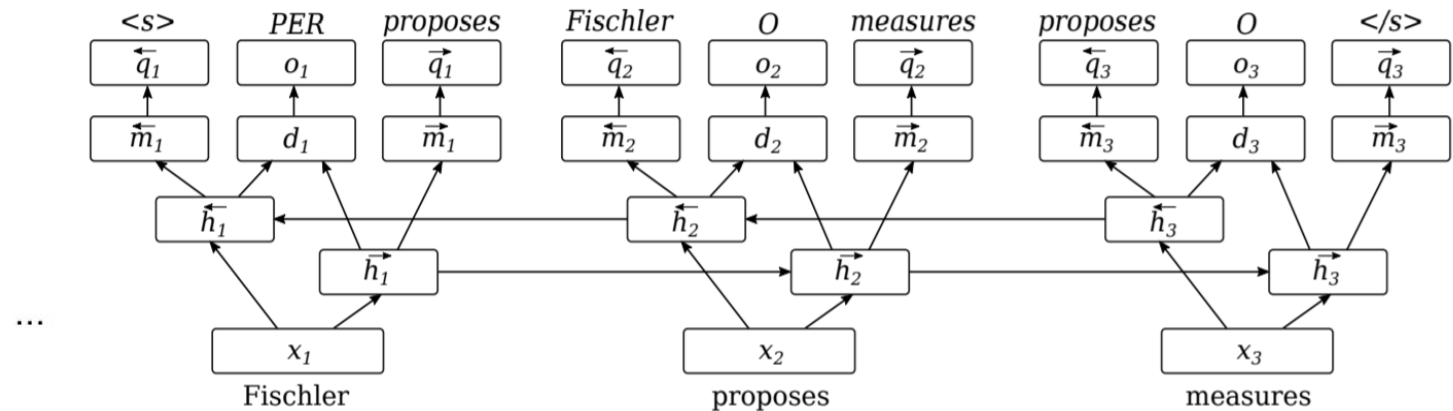 <s> PER proposes Fischler O measures proposes O </s>
q⃖₁ o₁ q⃗₁ q⃖₂ o₂ q⃗₂ q⃖₃ o₃ q⃗₃
m⃖₁ d₁ m⃗₁ m⃖₂ d₂ m⃗₂ m⃖₃ d₃ m⃗₃
h⃖₁ h⃖₂ h⃖₃
h⃗₁ h⃗₂ h⃗₃
...
x₁ x₂ x₃
Fischler proposes measures